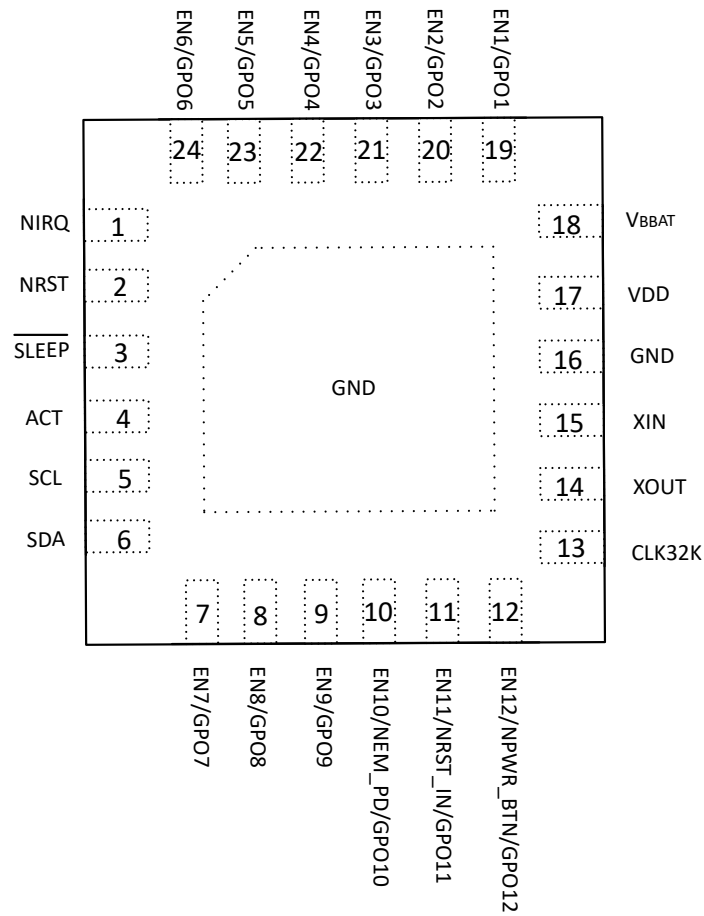 EN6/GPO6
EN5/GPO5
EN4/GPO4
EN3/GPO3
EN2/GPO2
EN1/GPO1
24
23
22
21
20
19
NIRQ
1
18
VBBAT
NRST
2
17
VDD
SLEEP
3
16
GND
GND
ACT
4
15
XIN
SCL
5
14
XOUT
SDA
6
13
CLK32K
7
8
9
10
11
12
EN7/GPO7
EN8/GPO8
EN9/GPO9
EN10/NEM_PD/GPO10
EN11/NRST_IN/GPO11
EN12/NPWR_BTN/GPO12